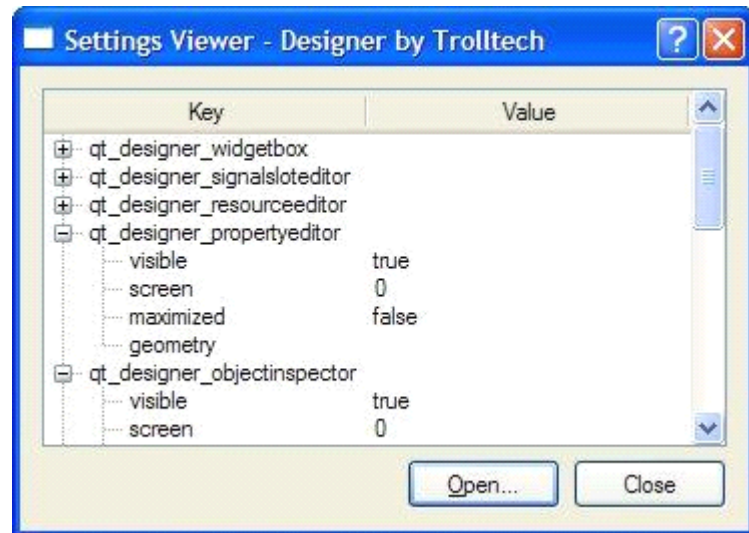 Settings Viewer - Designer by Trolltech ?
Key Value
qt_designer_widgetbox
qt_designer_signalsloteditor
qt_designer_resourceeditor
qt_designer_propertyeditor
visible true
screen 0
maximized false
geometry
qt_designer_objectinspector
visible true
screen 0
Open... Close